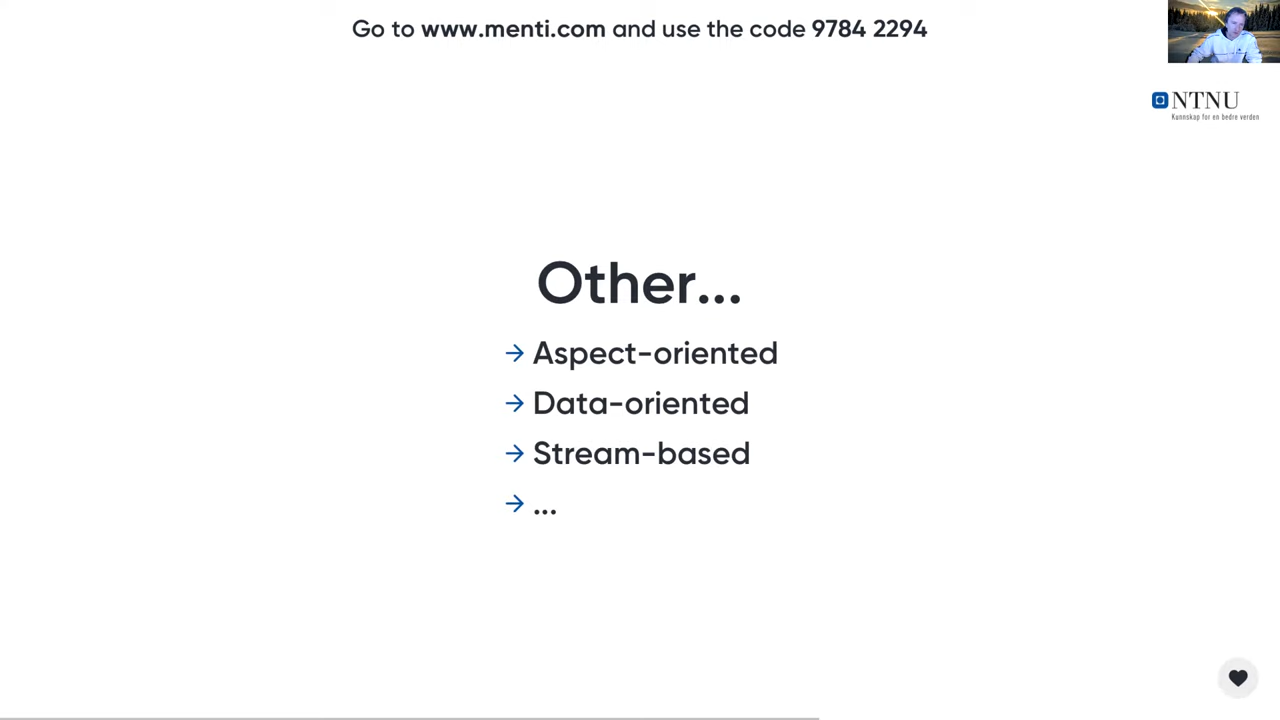 Go to www.menti.com and use the code 9784 2294
NTNU
Kunnskap for en bedre verden
Other...
→ Aspect-oriented
→ Data-oriented
→ Stream-based
→ ...